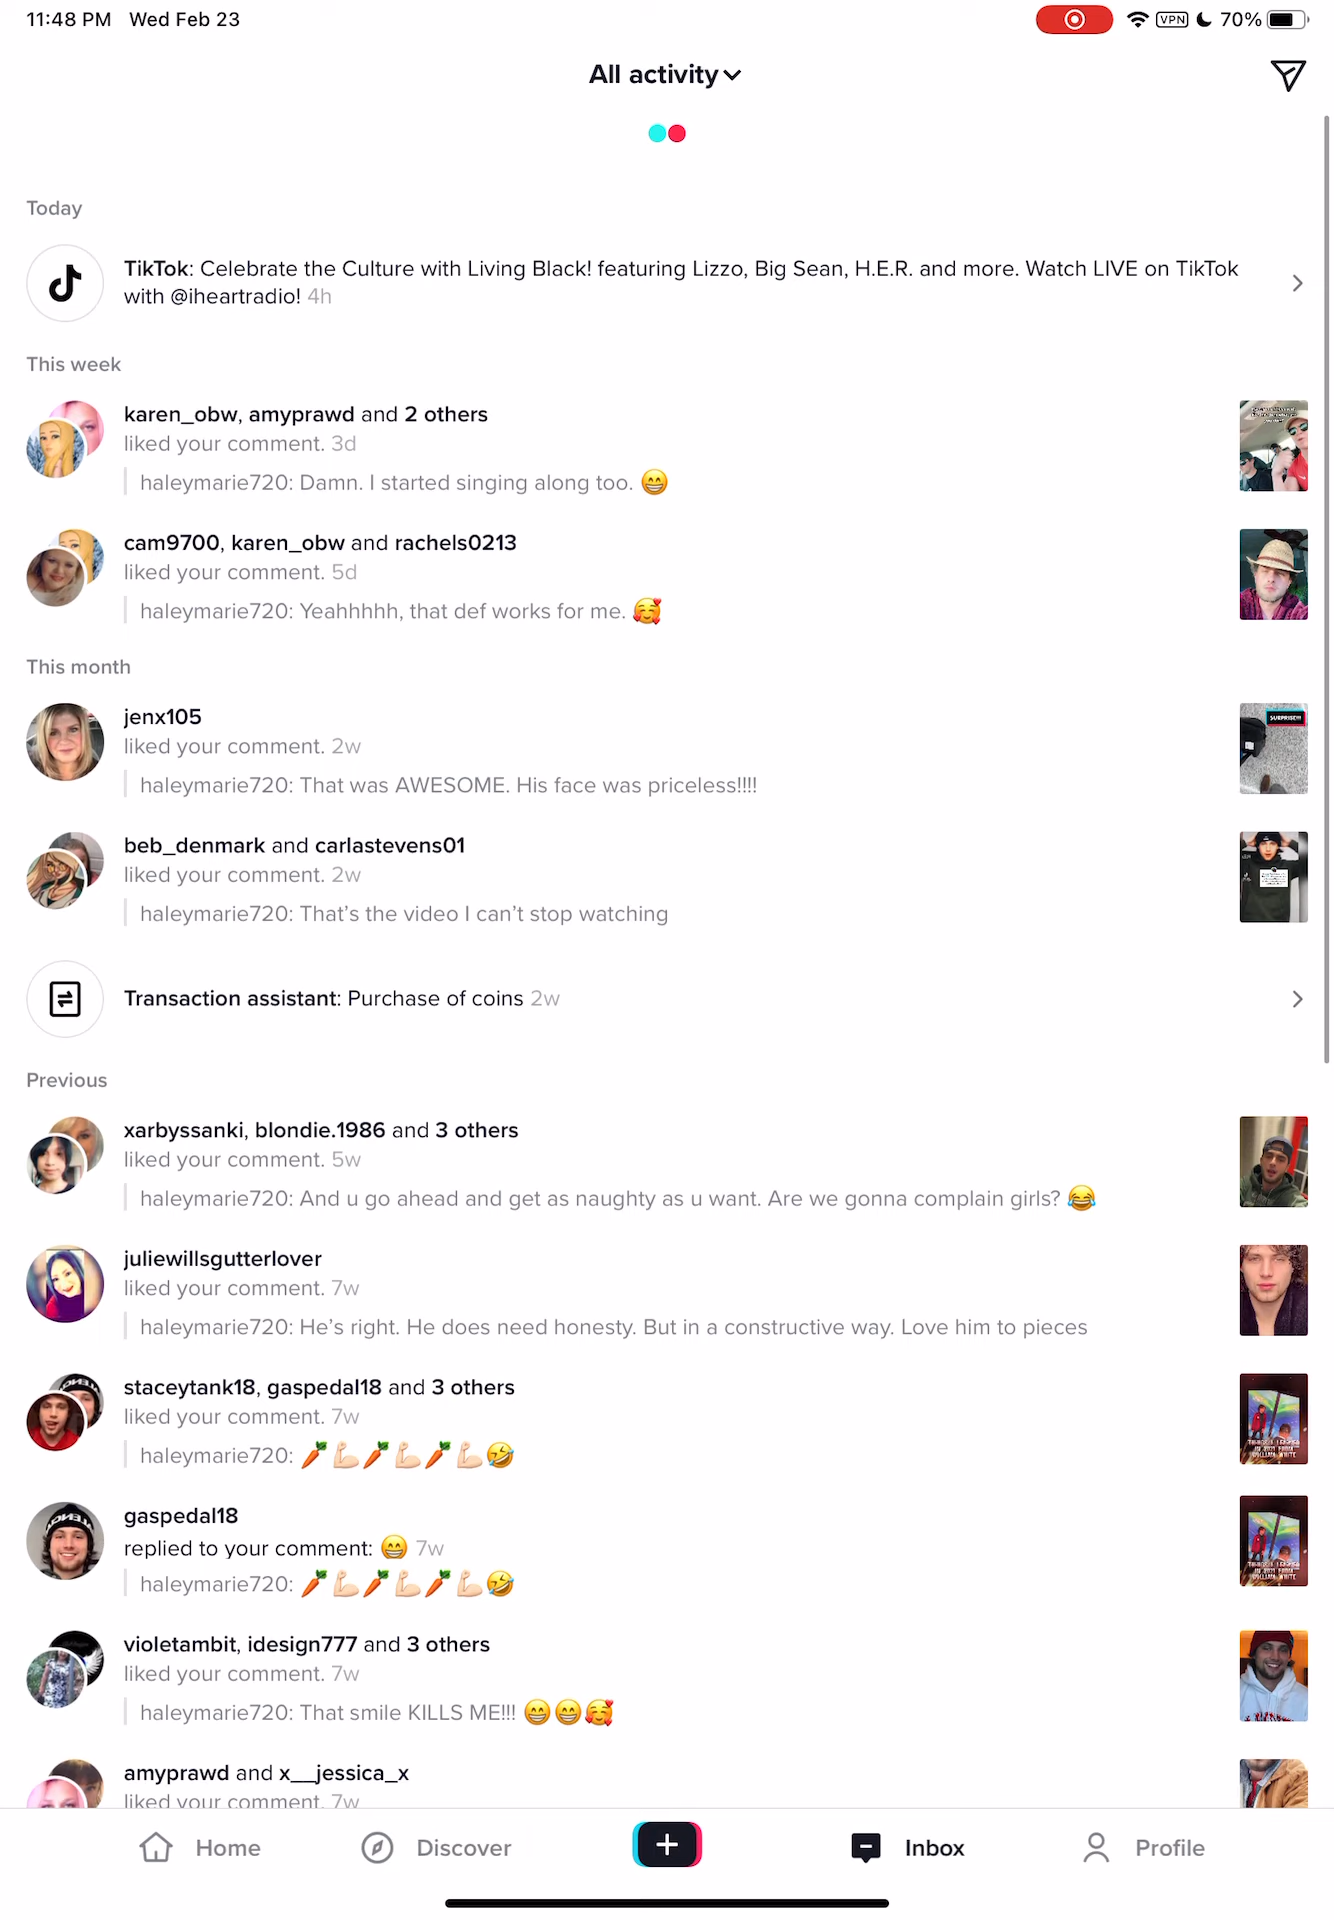 11:48 PM Wed Feb 23
VPN 70%
All activity
Today
TikTok: Celebrate the Culture with Living Black! featuring Lizzo, Big Sean, H.E.R. and more. Watch LIVE on TikTok
with @iheartradio! 4h
This week
karen_obw, amyprawd and 2 others
liked your comment. 3d
haleymarie720: Damn. I started singing along too. 😁
cam9700, karen_obw and rachels0213
liked your comment. 5d
haleymarie720: Yeahhhhh, that def works for me. 🥰
This month
jenx105
liked your comment. 2w
SURPRISE!!!
haleymarie720: That was AWESOME. His face was priceless!!!!
beb_denmark and carlastevens01
liked your comment. 2w
haleymarie720: That's the video I can't stop watching
Transaction assistant: Purchase of coins 2w
Previous
xarbyssanki, blondie.1986 and 3 others
liked your comment. 5w
haleymarie720: And u go ahead and get as naughty as u want. Are we gonna complain girls? 😂
juliewillsgutterlover
liked your comment. 7w
haleymarie720: He's right. He does need honesty. But in a constructive way. Love him to pieces
staceytank18, gaspedal18 and 3 others
liked your comment. 7w
haleymarie720: 🥕💪🏻🥕💪🏻🥕💪🏻🤣
gaspedal18
replied to your comment: 😁 7w
haleymarie720: 🥕💪🏻🥕💪🏻🥕💪🏻🤣
violetambit, idesign777 and 3 others
liked your comment. 7w
haleymarie720: That smile KILLS ME!!! 😁😁🥰
amyprawd and x__jessica_x
liked your comment. 7w
Home Discover Inbox Profile